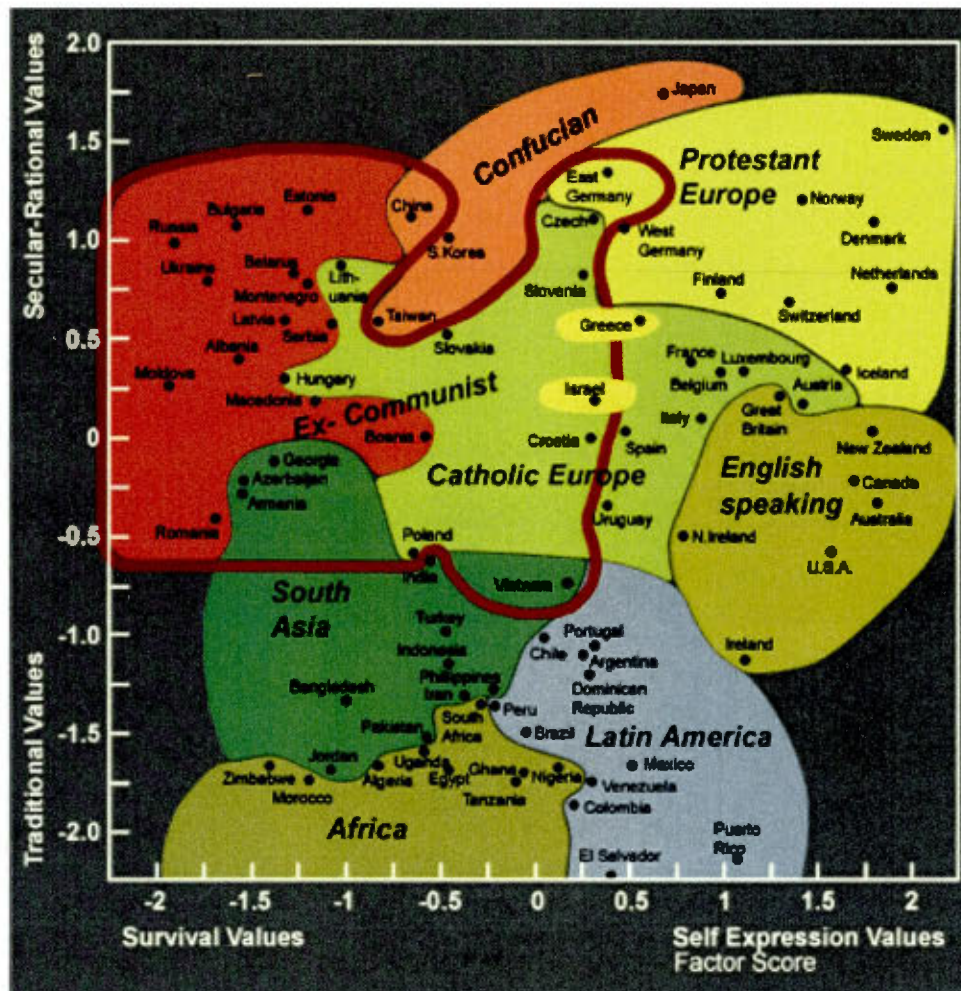 Secular-Rational Values
Traditional Values
2.0
1.5
1.0
0.5
0
-0.5
-1.0
-1.5
-2.0
Japan
Confucian
Sweden
Protestant
Europe
East
Germany
Norway
Estonia
China
Bulgaria
Czech
Russia
S. Korea
West
Germany
Denmark
Belarus
Lith-
uania
Ukraine
Finland
Netherlands
Montenegro
Slovenia
Switzerland
Latvia
Serbia
Taiwan
Greece
Slovakia
Albania
France
Luxembourg
Moldova
Hungary
Israel
Belgium
Austria
Iceland
Macedonia
Ex- Communist
Italy
Great
Britain
Bosnia
Croatia
Spain
New Zealand
Georgia
Catholic Europe
English
speaking
Azerbaijan
Canada
Armenia
Australia
Romania
Uruguay
N. Ireland
Poland
U.S.A.
India
Vietnam
South
Asia
Turkey
Portugal
Ireland
Indonesia
Chile
Argentina
Philippines
Iran
Dominican
Republic
Bangladesh
Peru
South
Africa
Pakistan
Brazil
Latin America
Uganda
Jordan
Ghana
Mexico
Zimbabwe
Algeria
Egypt
Nigeria
Venezuela
Morocco
Tanzania
Colombia
Africa
Puerto
Rico
El Salvador
-2
-1.5
-1
-0.5
0
0.5
1
1.5
2
Survival Values
Self Expression Values
Factor Score